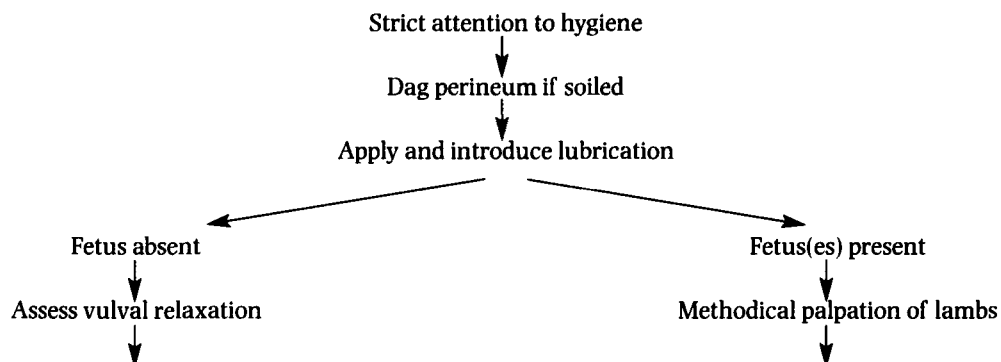 Strict attention to hygiene
Dag perineum if soiled
Apply and introduce lubrication
Fetus absent
Fetus(es) present
Assess vulval relaxation
Methodical palpation of lambs